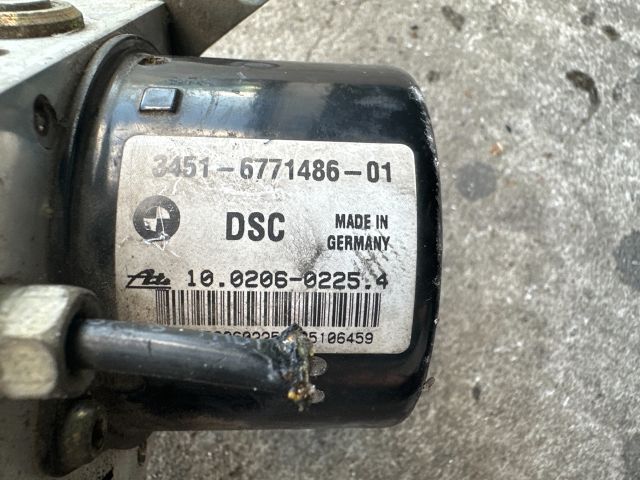 3451-6771486-01
DSC
MADE IN
GERMANY
Ate 10.0206-0225.4